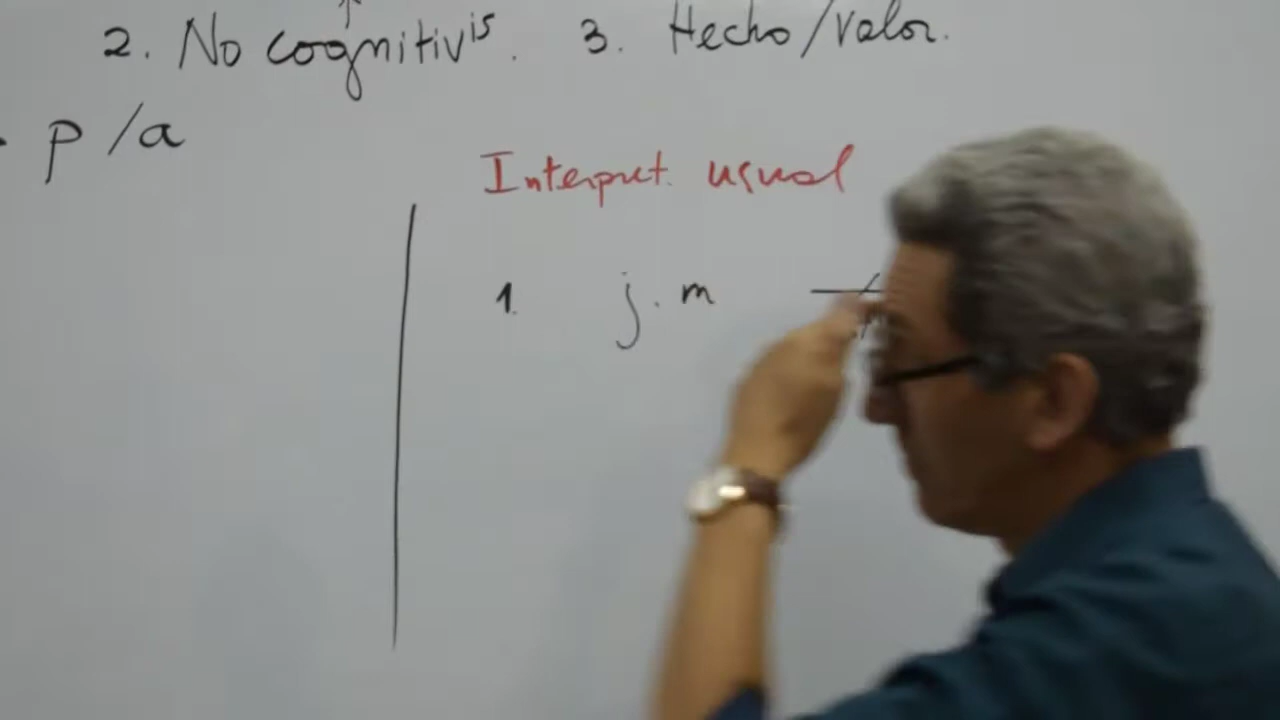 2. No cognitivis. 3. Hecho/Valor.
p/a
Interpret. usual
1. j. m